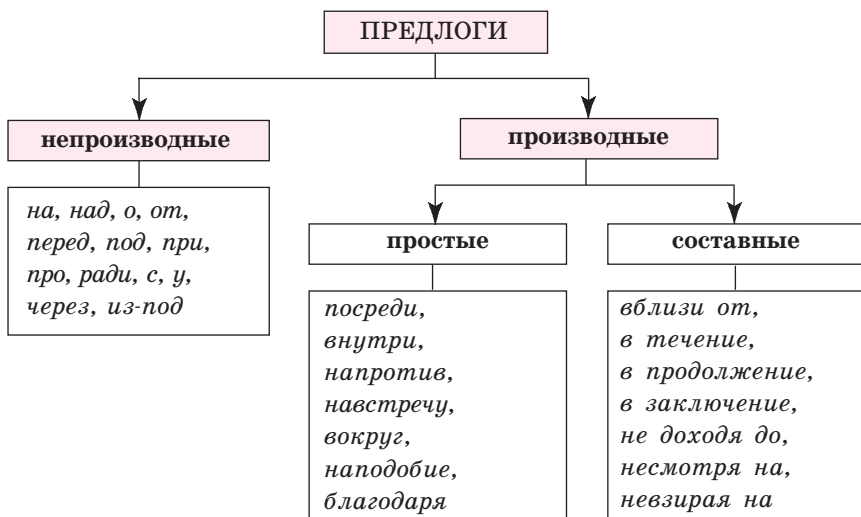 ПРЕДЛОГИ
непроизводные
производные
на, над, о, от,
перед, под, при,
про, ради, с, у,
через, из-под
простые
составные
посреди,
внутри,
напротив,
навстречу,
вокруг,
наподобие,
благодаря
вблизи от,
в течение,
в продолжение,
в заключение,
не доходя до,
несмотря на,
невзирая на